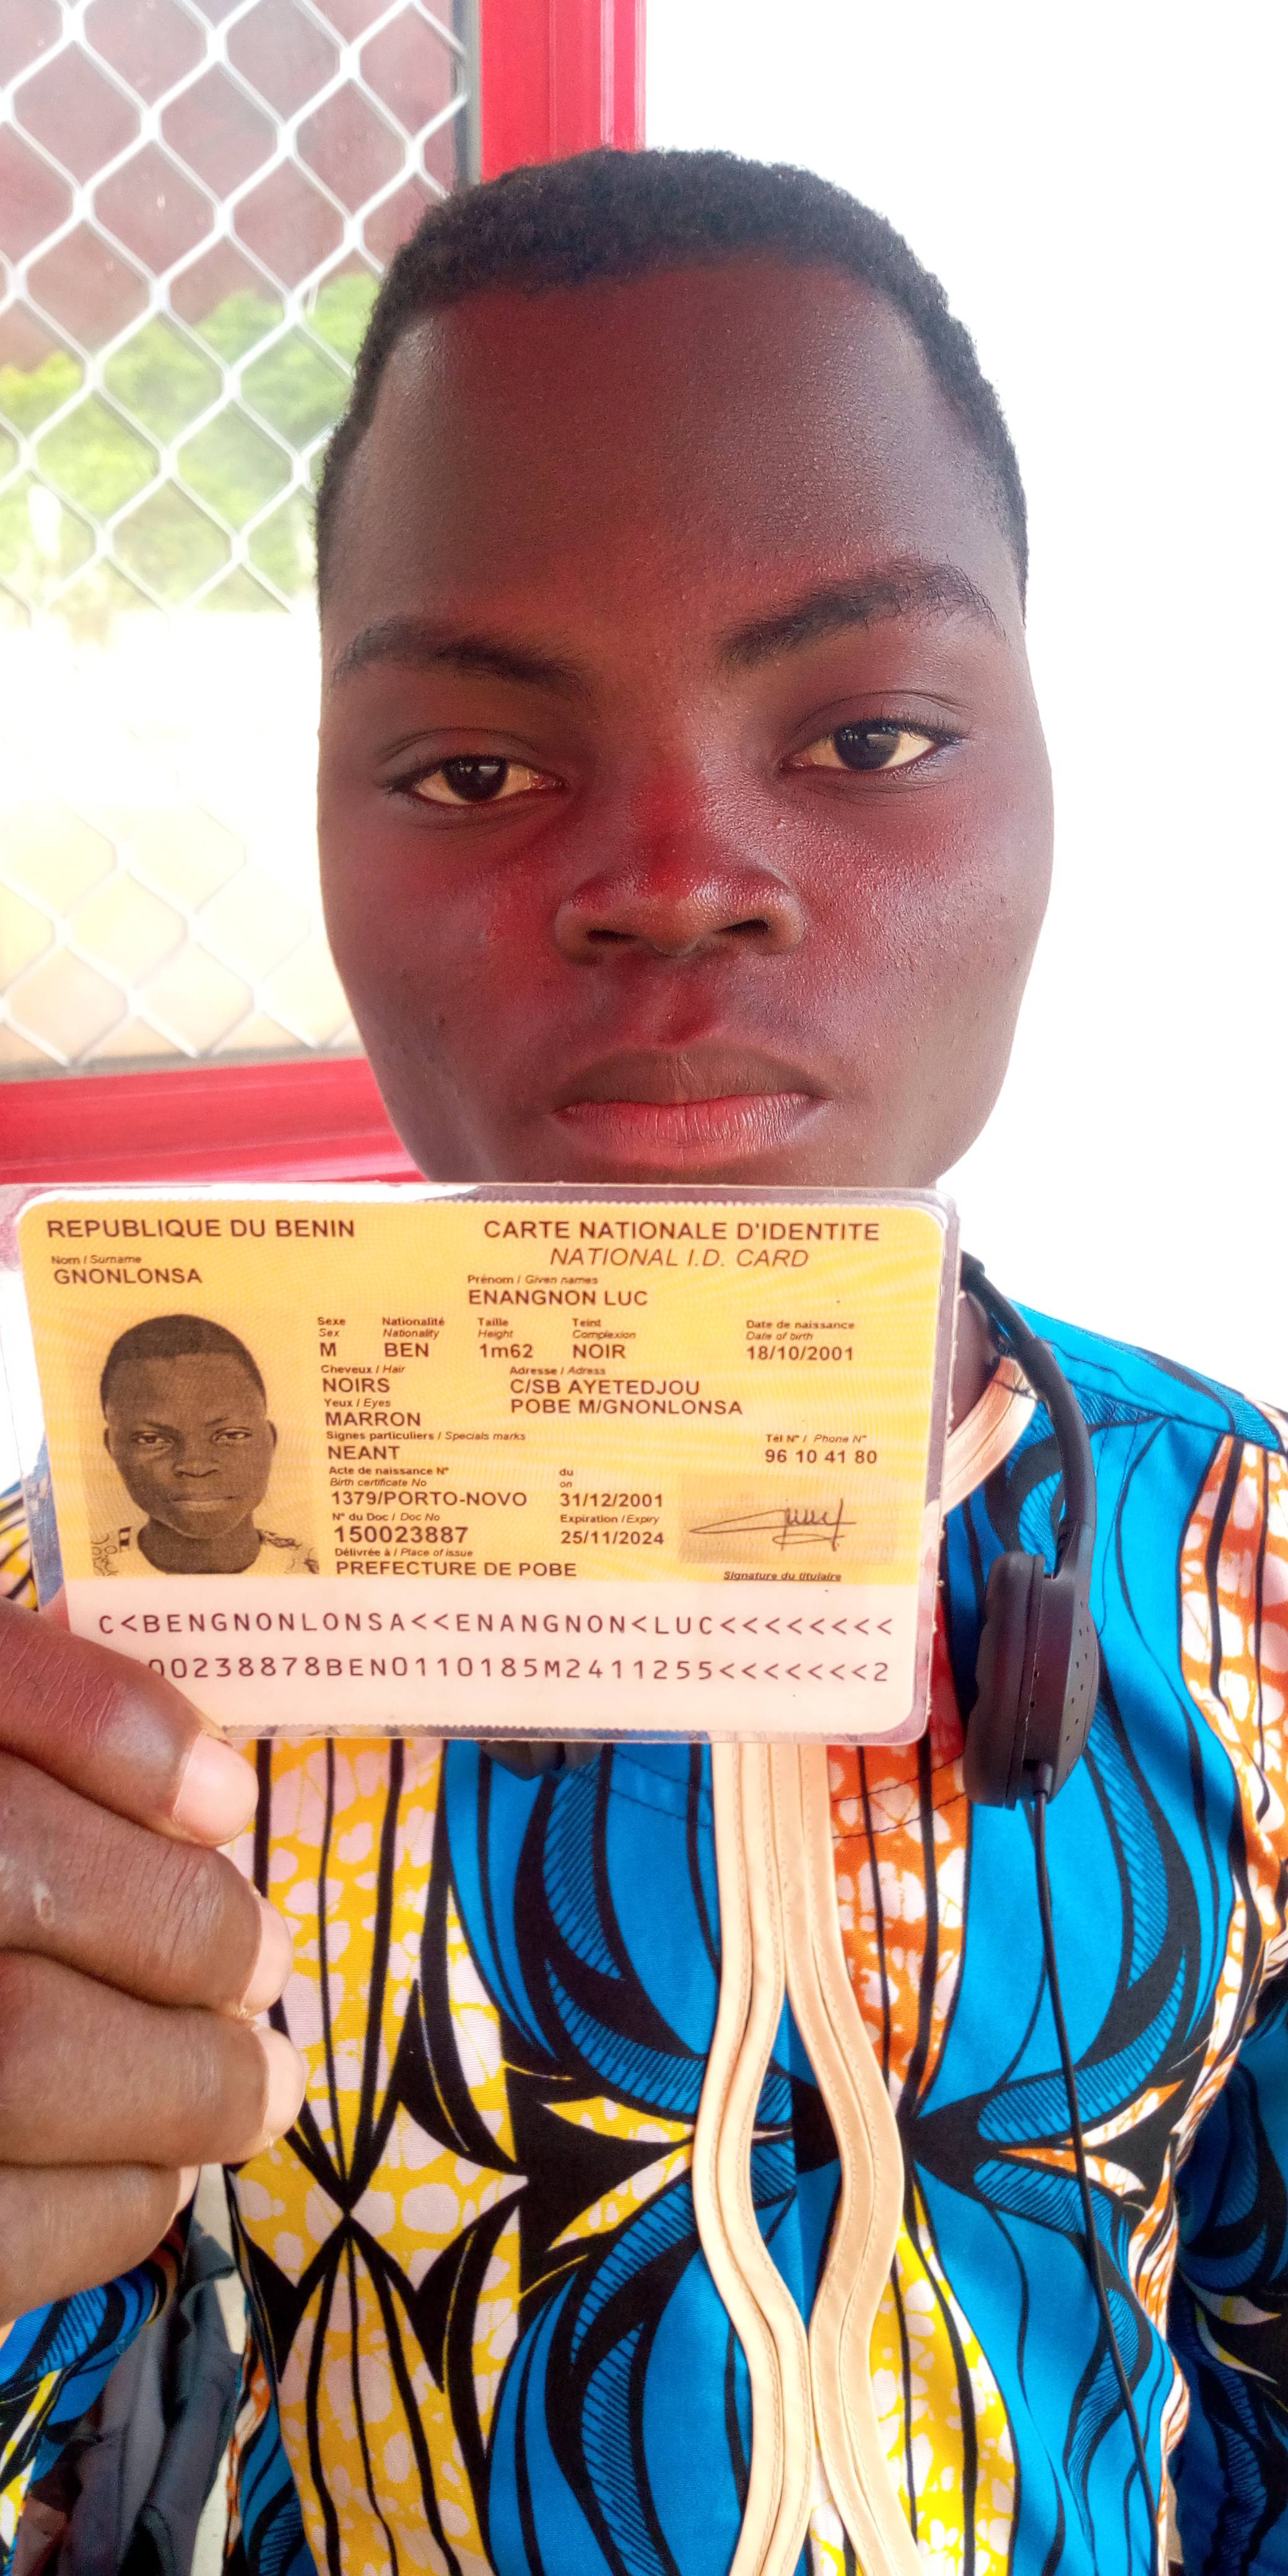 REPUBLIQUE DU BENIN
CARTE NATIONALE D'IDENTITE
NATIONAL I.D. CARD
Nom / Surname
GNONLONSA
Prénom / Given names
ENANGNON LUC
Sexe Nationalité Taille Teint Date de naissance
Sex Nationality Height Complexion Date of birth
M BEN 1m62 NOIR 18/10/2001
Cheveux / Hair Adresse / Adress
NOIRS C/SB AYETEDJOU
Yeux / Eyes POBE M/GNONLONSA
MARRON
Signes particuliers / Specials marks Tél N° / Phone N°
NEANT 96 10 41 80
Acte de naissance N° du
Birth certificate No on
1379/PORTO-NOVO 31/12/2001
N° du Doc / Doc No Expiration / Expiry
150023887 25/11/2024
Délivrée à / Place of issue
PREFECTURE DE POBE Signature du titulaire
C<BENGNONLONSA<<ENANGNON<LUC<<<<<<<<
00238878BEN0110185M2411255<<<<<<<2